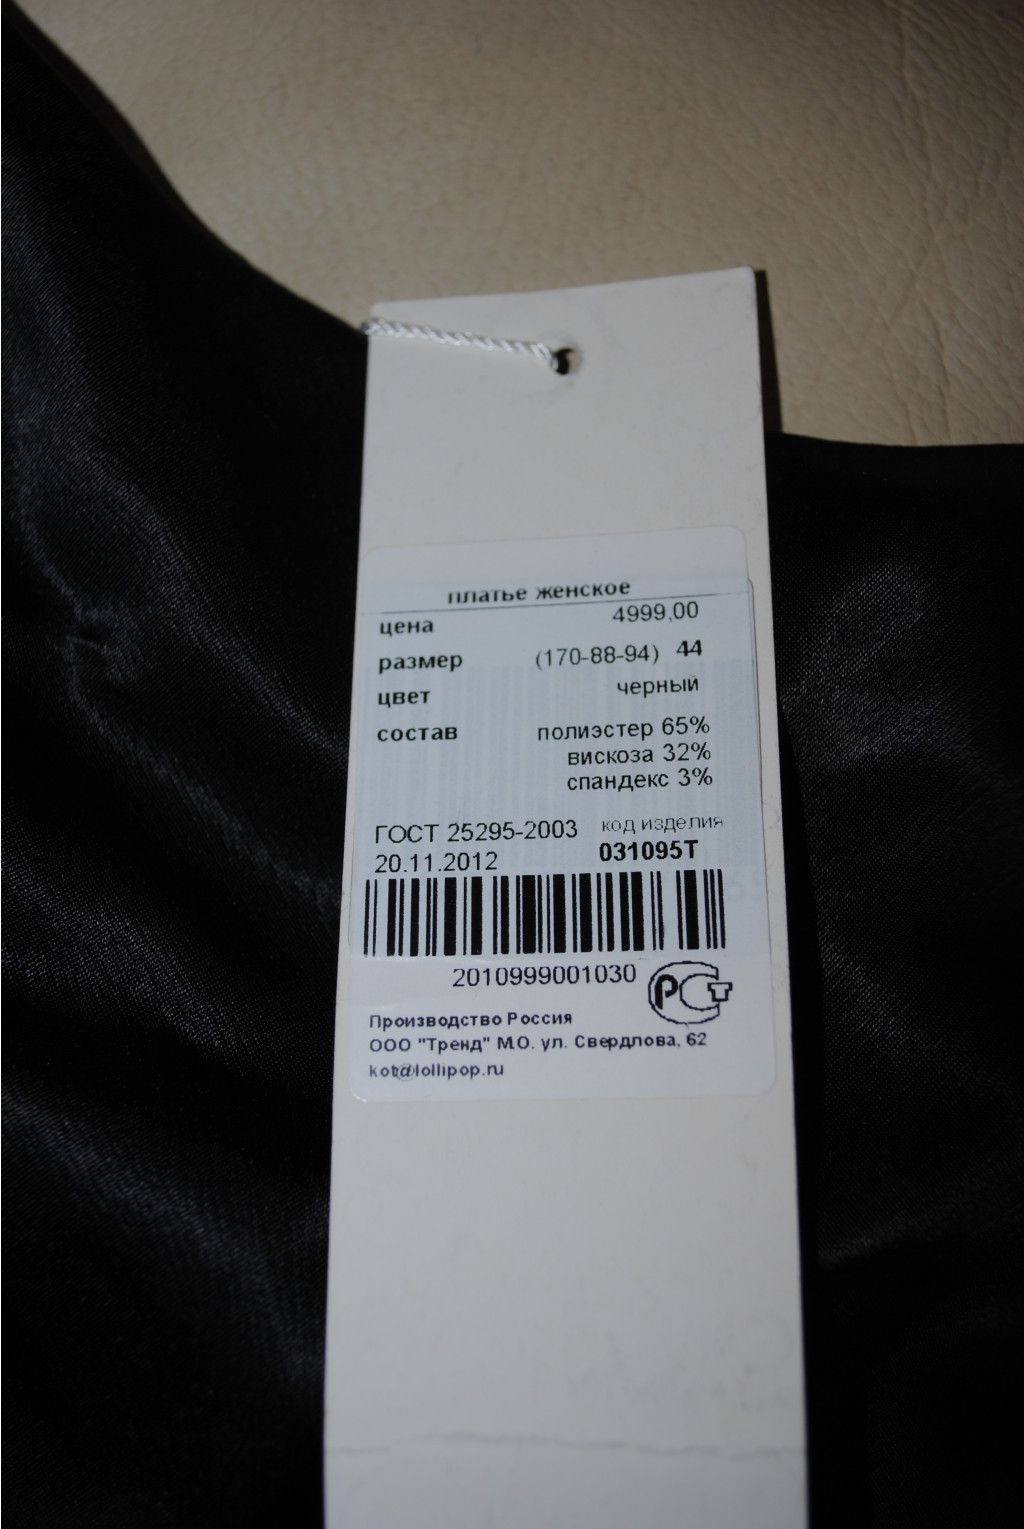 платье женское
цена 4999,00
размер (170-88-94) 44
цвет черный
состав полиэстер 65%
вискоза 32%
спандекс 3%
ГОСТ 25295-2003 код изделия
20.11.2012 031095Т
2010999001030 РСТ
Производство Россия
ООО "Тренд" М.О. ул. Свердлова, 62
kot@lollipop.ru